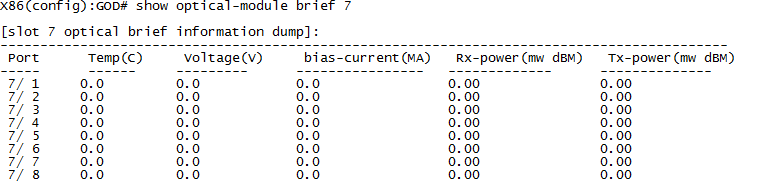 X86(config):GOD# show optical-module brief 7
[slot 7 optical brief information dump]:
--------------------------------------------------------------------------------------------
Port Temp(C) Voltage(V) bias-current(MA) Rx-power(mw dBM) Tx-power(mw dBM)
----- ------ --------- ---------------- ---------------- --------------
7/ 1 0.0 0.0 0.0 0.00 0.00
7/ 2 0.0 0.0 0.0 0.00 0.00
7/ 3 0.0 0.0 0.0 0.00 0.00
7/ 4 0.0 0.0 0.0 0.00 0.00
7/ 5 0.0 0.0 0.0 0.00 0.00
7/ 6 0.0 0.0 0.0 0.00 0.00
7/ 7 0.0 0.0 0.0 0.00 0.00
7/ 8 0.0 0.0 0.0 0.00 0.00